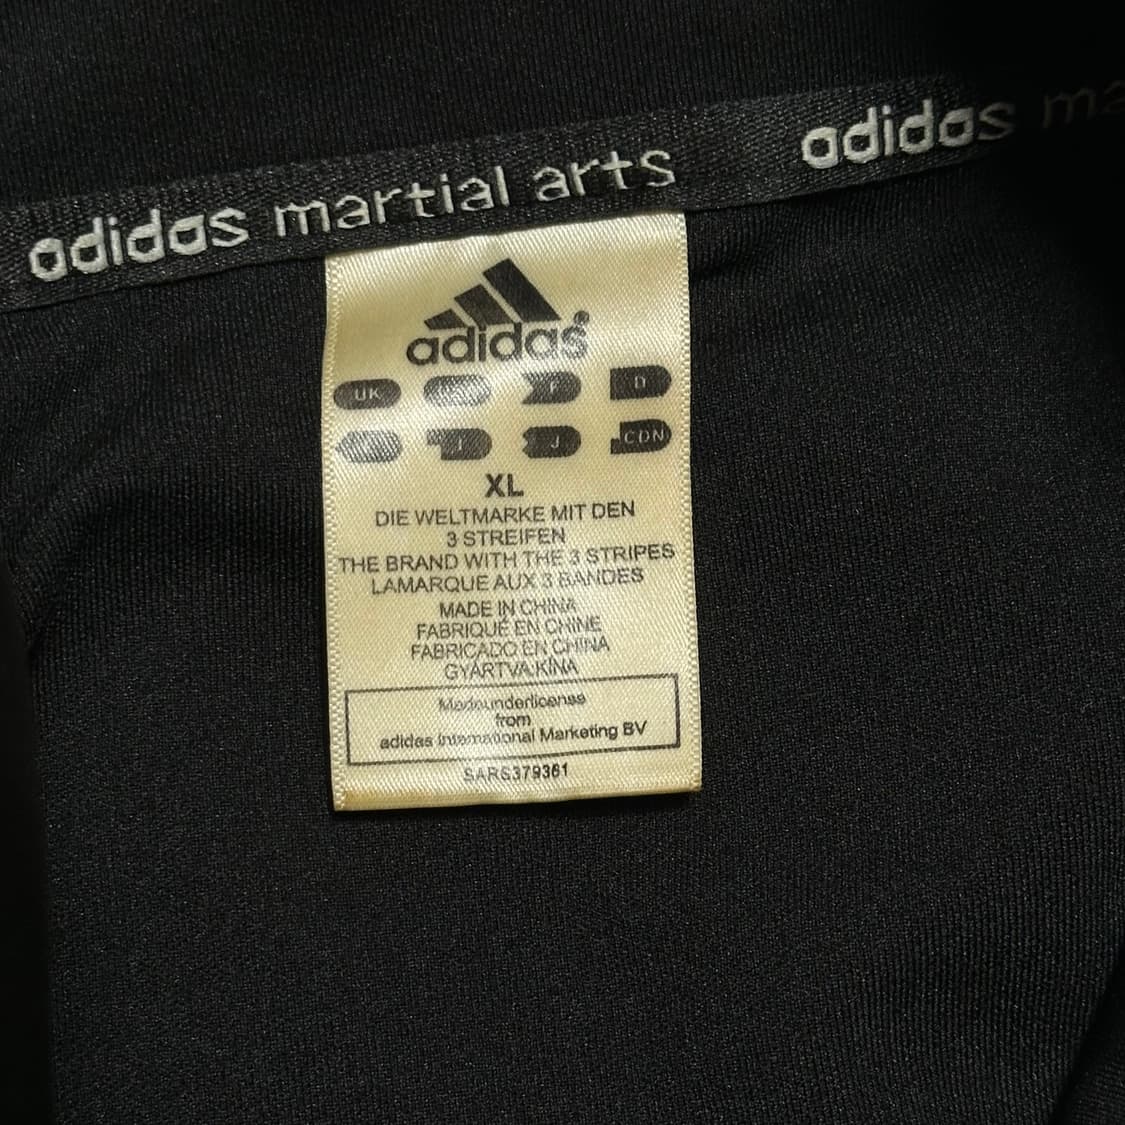 adidas martial arts adidas
adidas®
UK F D
I J CDN
XL
DIE WELTMARKE MIT DEN
3 STREIFEN
THE BRAND WITH THE 3 STRIPES
LAMARQUE AUX 3 BANDES
MADE IN CHINA
FABRIQUÉ EN CHINE
FABRICADO EN CHINA
GYÁRTVA:KÍNA
Madeunderlicense
from
adidas International Marketing BV
SARS379361